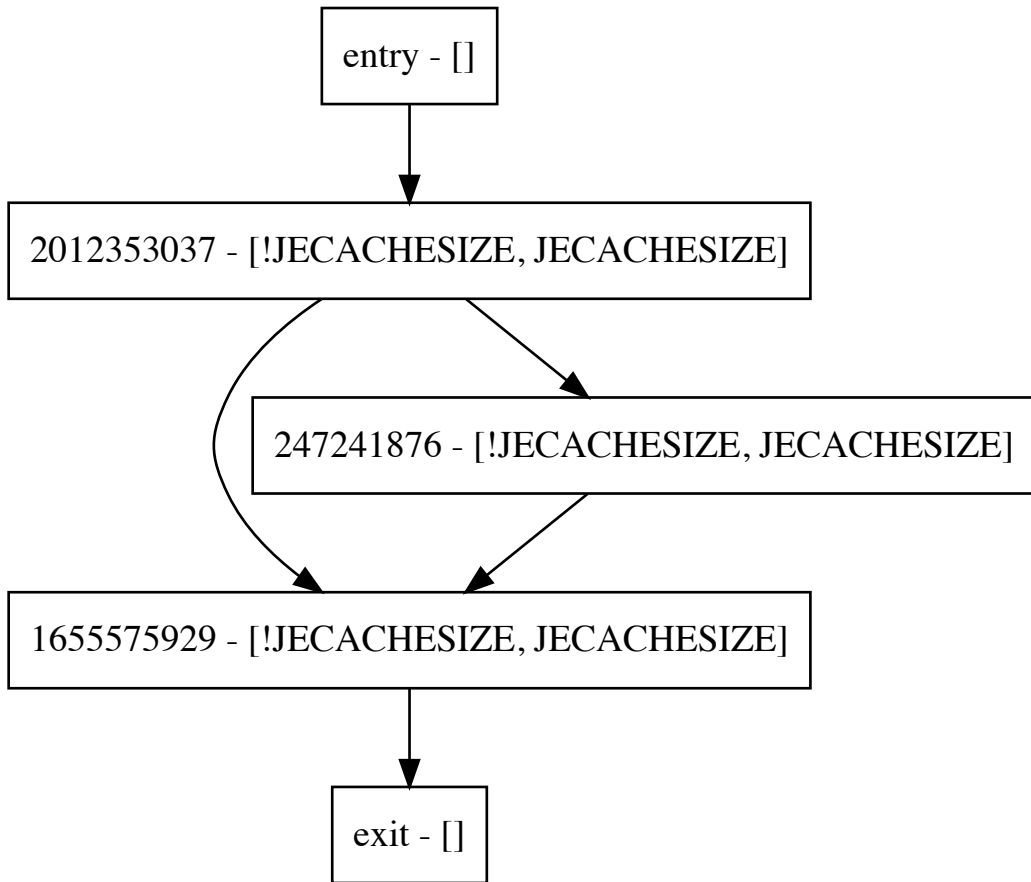 entry - []
2012353037 - [!JECACHESIZE, JECACHESIZE]
247241876 - [!JECACHESIZE, JECACHESIZE]
1655575929 - [!JECACHESIZE, JECACHESIZE]
exit - []